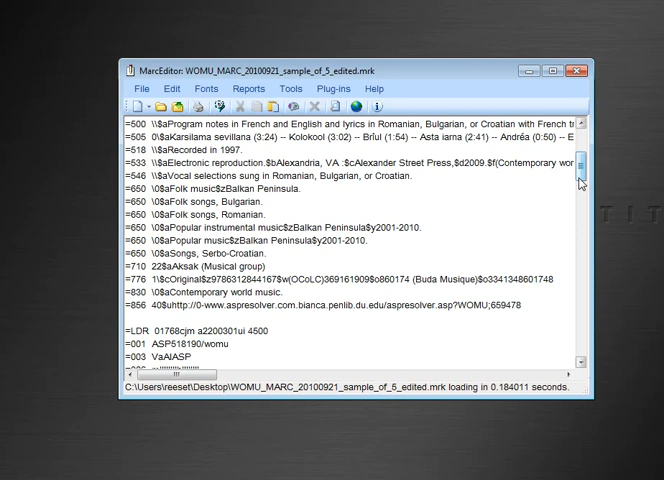 MarcEditor: WOMU_MARC_20100921_sample_of_5_edited.mrk
File Edit Fonts Reports Tools Plug-ins Help
=500 \\$aProgram notes in French and English and lyrics in Romanian, Bulgarian, or Croatian with French t
=505 0\$aKarsilama sevillana (3:24) -- Kolokool (3:02) -- Brîul (1:54) -- Asta iarna (2:41) -- Andréa (0:50) -- E
=518 \\$aRecorded in 1997.
=533 \\$aElectronic reproduction.$bAlexandria, VA :$cAlexander Street Press,$d2009.$f(Contemporary wor
=546 \\$aVocal selections sung in Romanian, Bulgarian, or Croatian.
=650 \0$aFolk music$zBalkan Peninsula.
=650 \0$aFolk songs, Bulgarian.
=650 \0$aFolk songs, Romanian.
=650 \0$aPopular instrumental music$zBalkan Peninsula$y2001-2010.
=650 \0$aPopular music$zBalkan Peninsula$y2001-2010.
=650 \0$aSongs, Serbo-Croatian.
=710 22$aAksak (Musical group)
=776 1\$cOriginal$z9786312844167$w(OCoLC)369161909$o860174 (Buda Musique)$o3341348601748
=830 \0$aContemporary world music.
=856 40$uhttp://0-www.aspresolver.com.bianca.penlib.du.edu/aspresolver.asp?WOMU;659478
=LDR 01768cjm a2200301ui 4500
=001 ASP518190/womu
=003 VaAlASP
C:\Users\reeset\Desktop\WOMU_MARC_20100921_sample_of_5_edited.mrk loading in 0.184011 seconds.
T I T